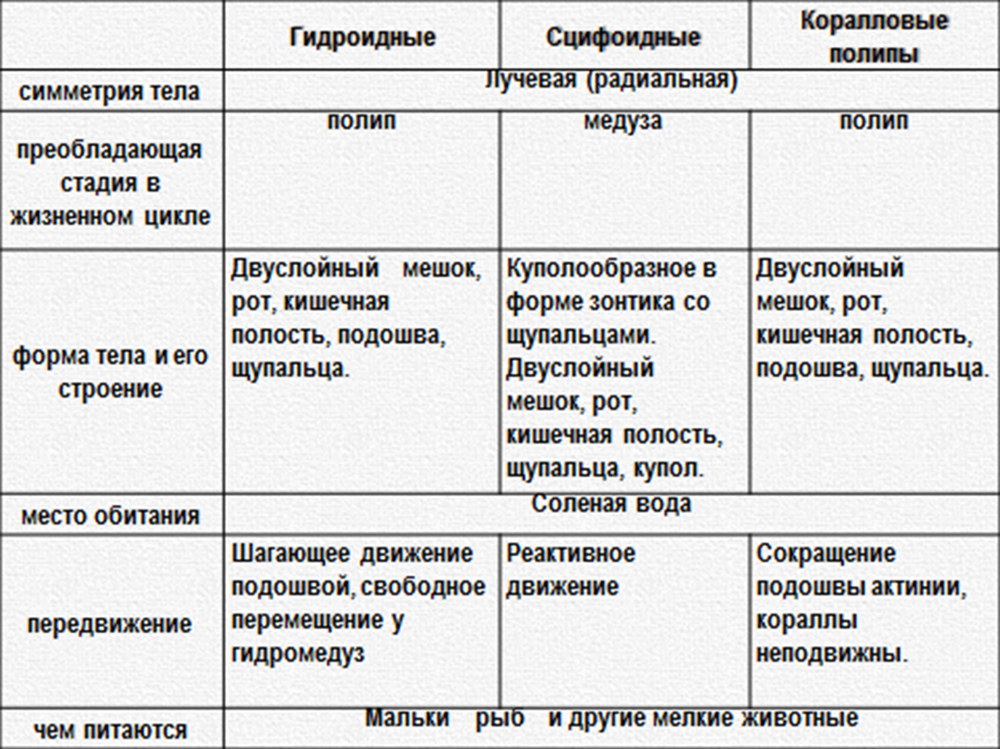 Гидроидные
Сцифоидные
Коралловые
полипы
симметрия тела
Лучевая (радиальная)
преобладающая
стадия в
жизненном цикле
полип
медуза
полип
форма тела и его
строение
Двуслойный мешок,
рот, кишечная
полость, подошва,
щупальца.
Куполообразное в
форме зонтика со
щупальцами.
Двуслойный
мешок, рот,
кишечная полость,
щупальца, купол.
Двуслойный
мешок, рот,
кишечная полость,
подошва, щупальца.
место обитания
Соленая вода
передвижение
Шагающее движение
подошвой, свободное
перемещение у
гидромедуз
Реактивное
движение
Сокращение
подошвы актинии,
кораллы
неподвижны.
чем питаются
Мальки рыб и другие мелкие животные